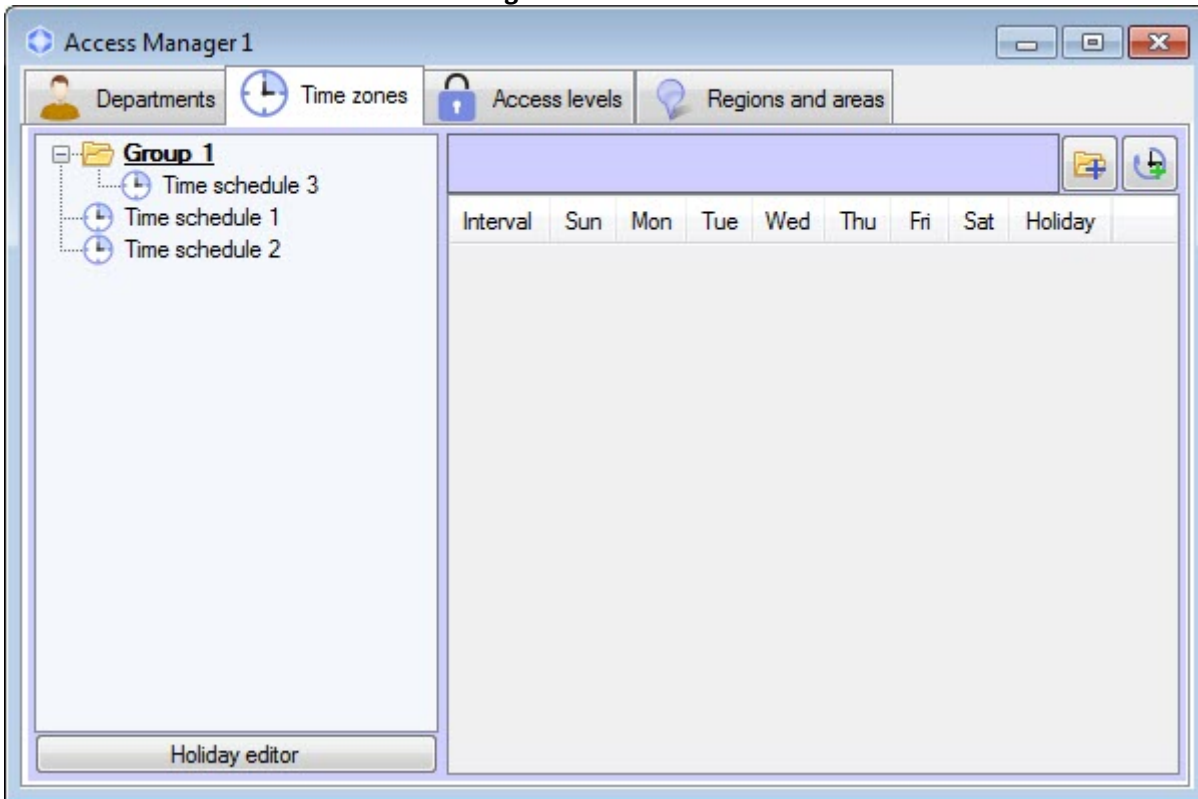 Access Manager 1
Departments Time zones Access levels Regions and areas
Group 1
Time schedule 3
Time schedule 1
Time schedule 2
Interval Sun Mon Tue Wed Thu Fri Sat Holiday
Holiday editor